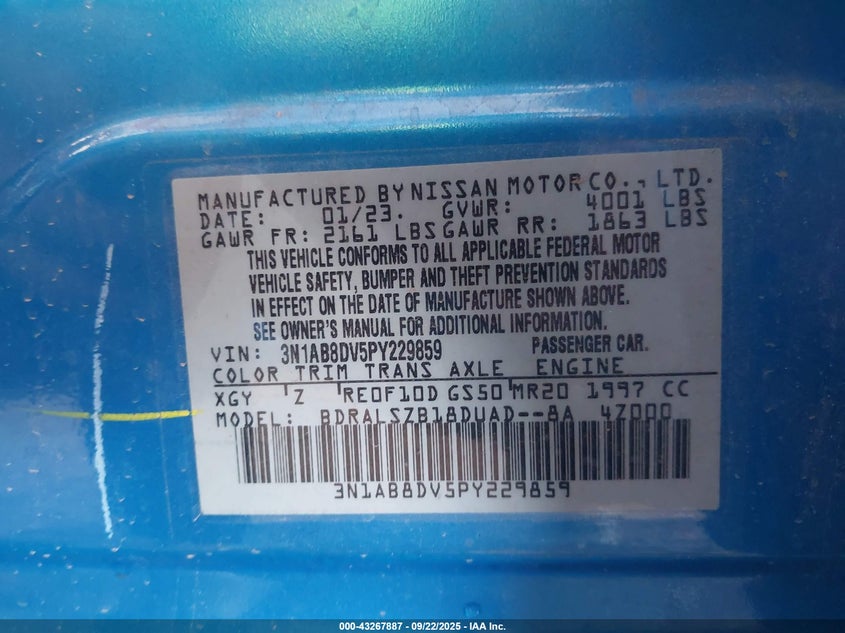 MANUFACTURED BY NISSAN MOTOR CO., LTD.
DATE: 01/23. GVWR: 4001 LBS
GAWR FR: 2161 LBS GAWR RR: 1863 LBS
THIS VEHICLE CONFORMS TO ALL APPLICABLE FEDERAL MOTOR
VEHICLE SAFETY, BUMPER AND THEFT PREVENTION STANDARDS
IN EFFECT ON THE DATE OF MANUFACTURE SHOWN ABOVE.
SEE OWNER'S MANUAL FOR ADDITIONAL INFORMATION.
VIN: 3N1AB8DV5PY229859 PASSENGER CAR.
COLOR TRIM TRANS AXLE ENGINE
XGY Z RE0F10D GS50 MR20 1997 CC
MODEL: BDRALSZB18DUAD--8A 4Z000
3N1AB8DV5PY229859
000-43267887 - 09/22/2025 - IAA Inc.